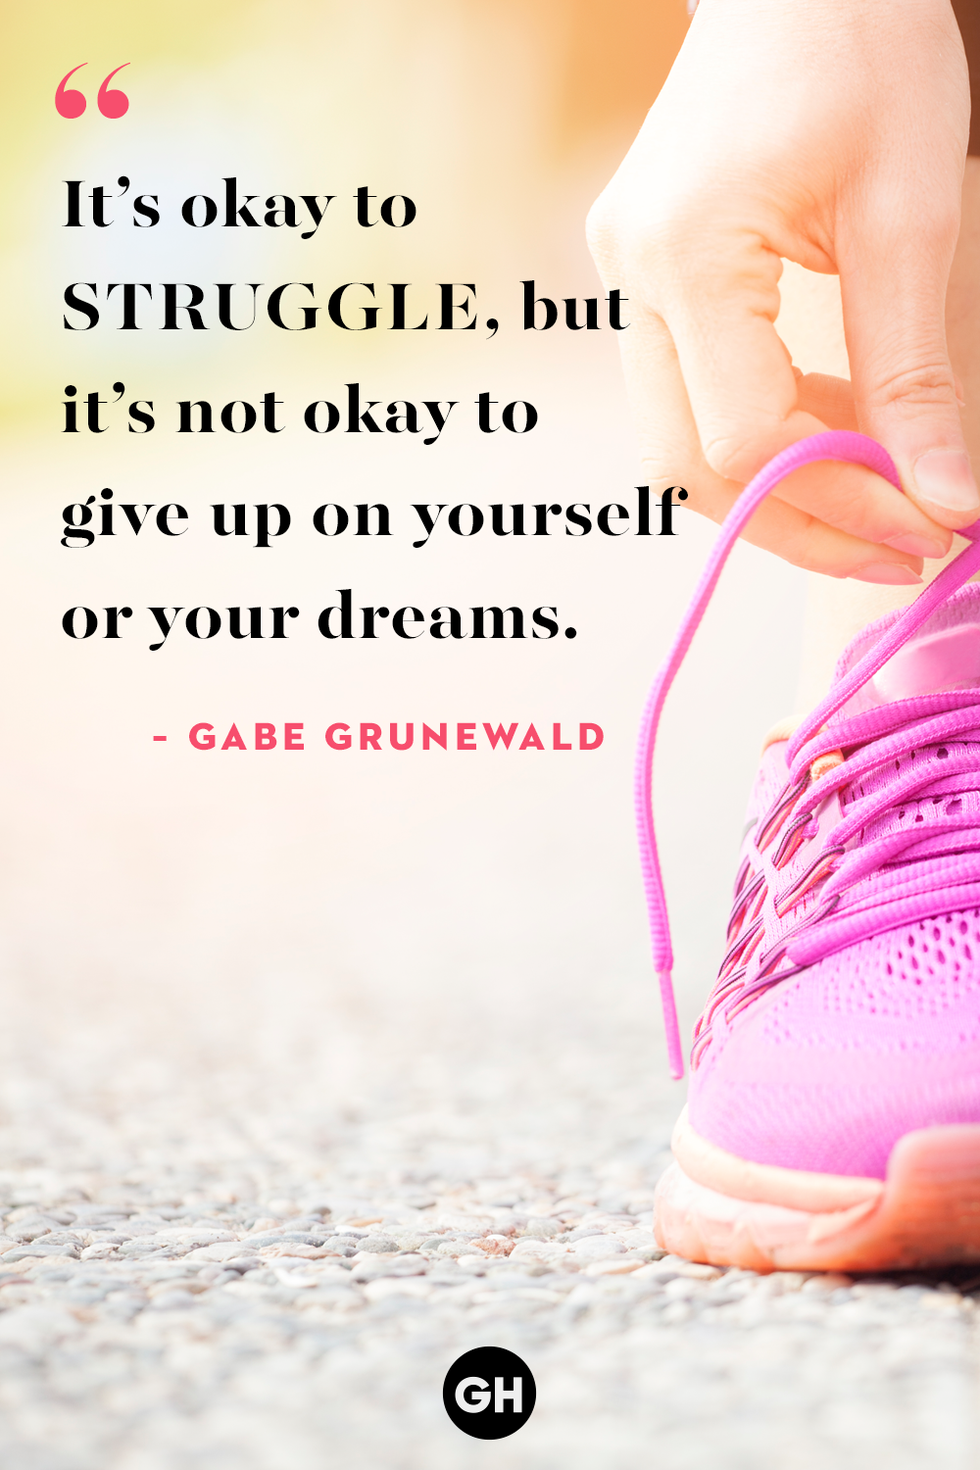 “
It’s okay to
STRUGGLE, but
it’s not okay to
give up on yourself
or your dreams.
- GABE GRUNEWALD
GH